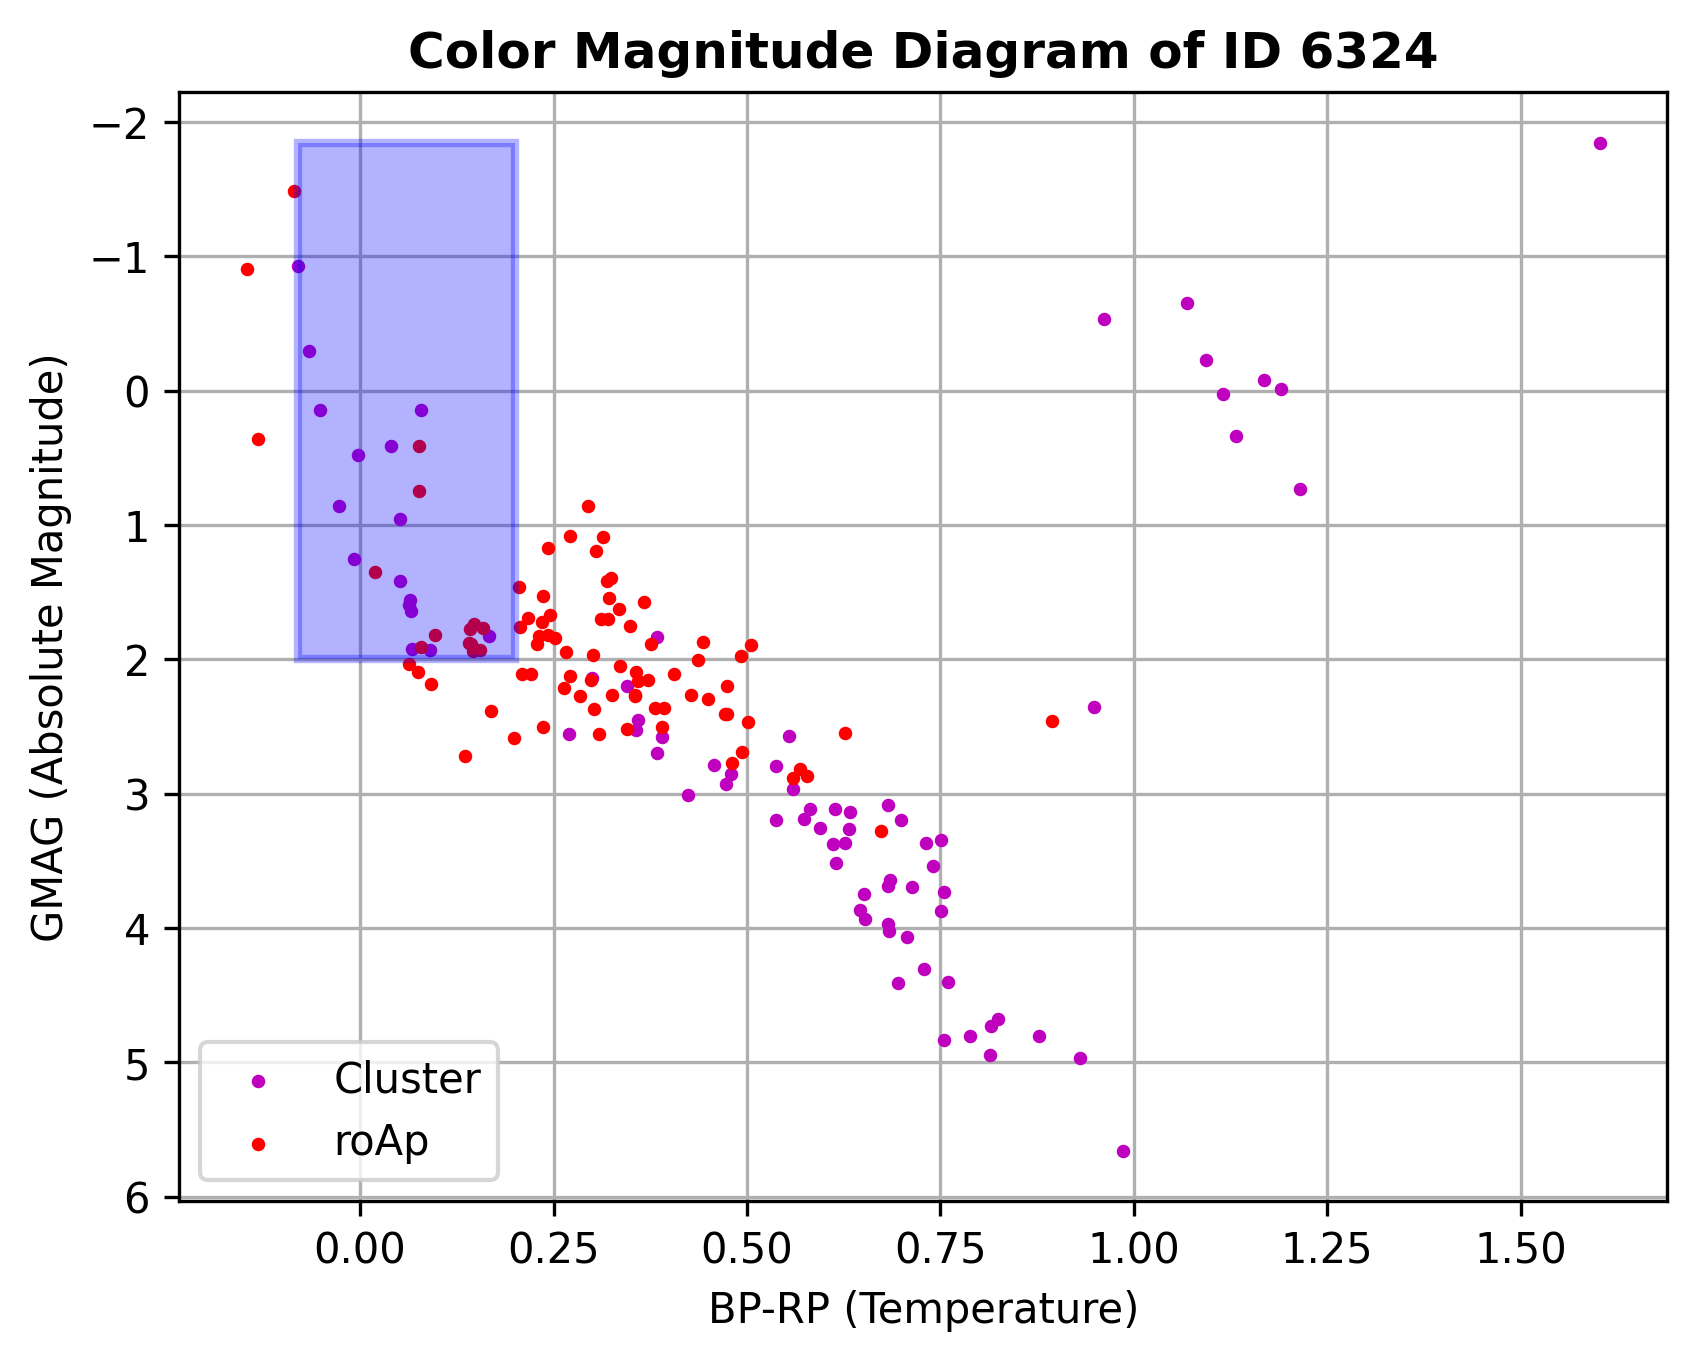 Color Magnitude Diagram of ID 6324
GMAG (Absolute Magnitude)
−2
−1
0
1
2
3
4
5
6
Cluster
roAp
0.00 0.25 0.50 0.75 1.00 1.25 1.50
BP-RP (Temperature)